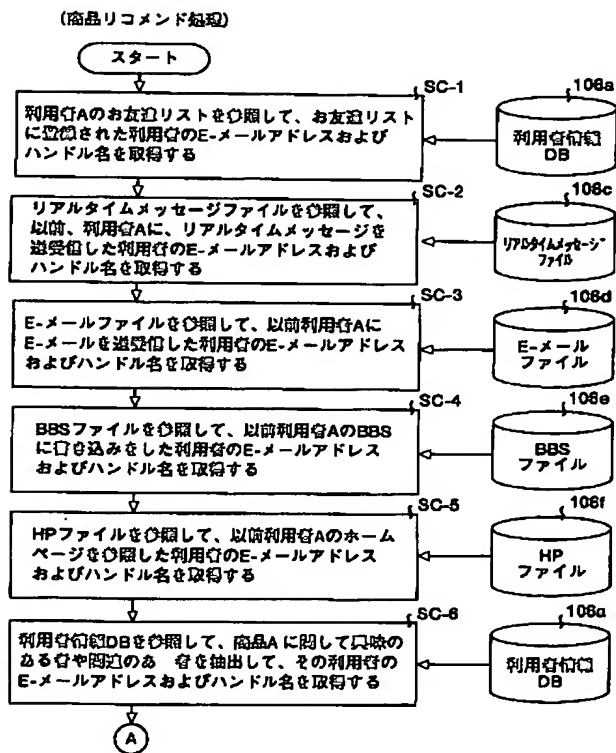 (商品リコメンド処理)
スタート
SC-1
106a
利用者Aのお友達リストを参照して、お友達リスト
に登録された利用者のE-メールアドレスおよび
ハンドル名を取得する
利用者情報
DB
SC-2
106c
リアルタイムメッセージファイルを参照して、
以前、利用者Aに、リアルタイムメッセージを
送受信した利用者のE-メールアドレスおよび
ハンドル名を取得する
リアルタイムメッセージ
ファイル
SC-3
106d
E-メールファイルを参照して、以前利用者Aに
E-メールを送受信した利用者のE-メールアドレス
およびハンドル名を取得する
E-メール
ファイル
SC-4
106e
BBSファイルを参照して、以前利用者AのBBS
に書き込みをした利用者のE-メールアドレス
およびハンドル名を取得する
BBS
ファイル
SC-5
106f
HPファイルを参照して、以前利用者Aのホーム
ページを参照した利用者のE-メールアドレス
およびハンドル名を取得する
HP
ファイル
SC-6
106a
利用者情報DBを参照して、商品Aに関して興味の
ある者や関連のあ 者を抽出して、その利用者の
E-メールアドレスおよびハンドル名を取得する
利用者情報
DB
A